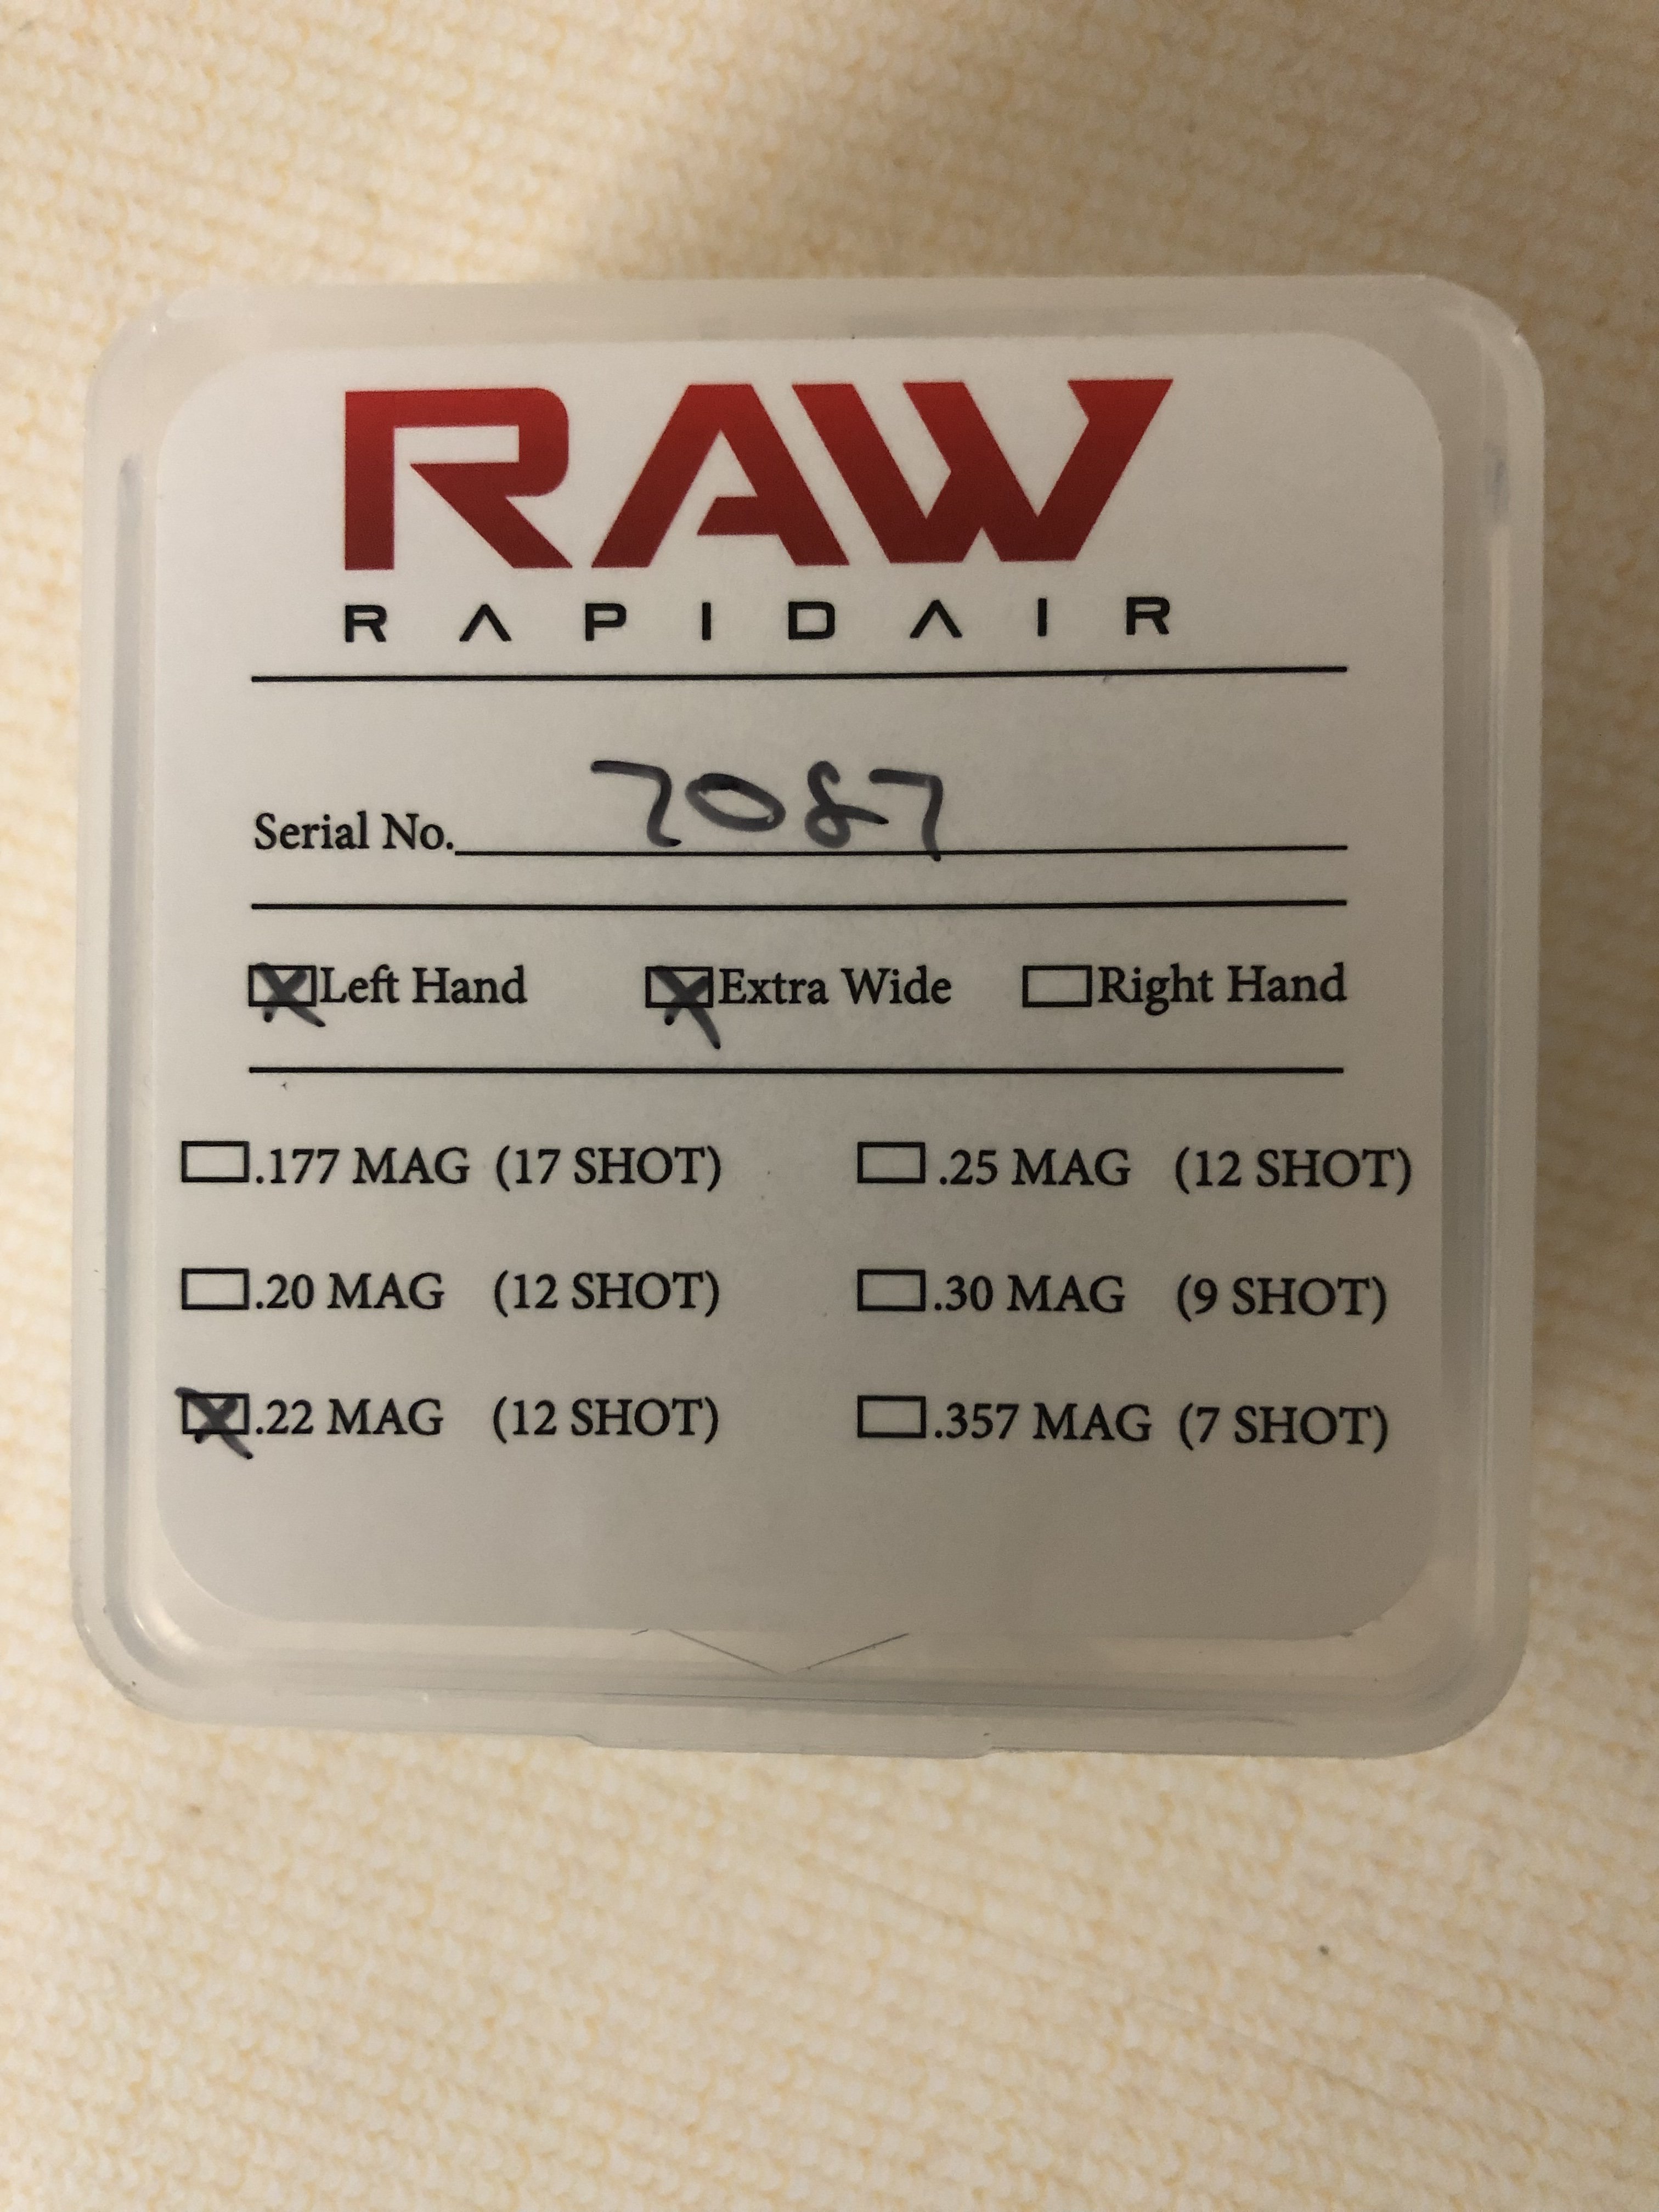 RAW
RAPIDAIR
Serial No. 7087
Left Hand Extra Wide Right Hand
.177 MAG (17 SHOT) .25 MAG (12 SHOT)
.20 MAG (12 SHOT) .30 MAG (9 SHOT)
.22 MAG (12 SHOT) .357 MAG (7 SHOT)